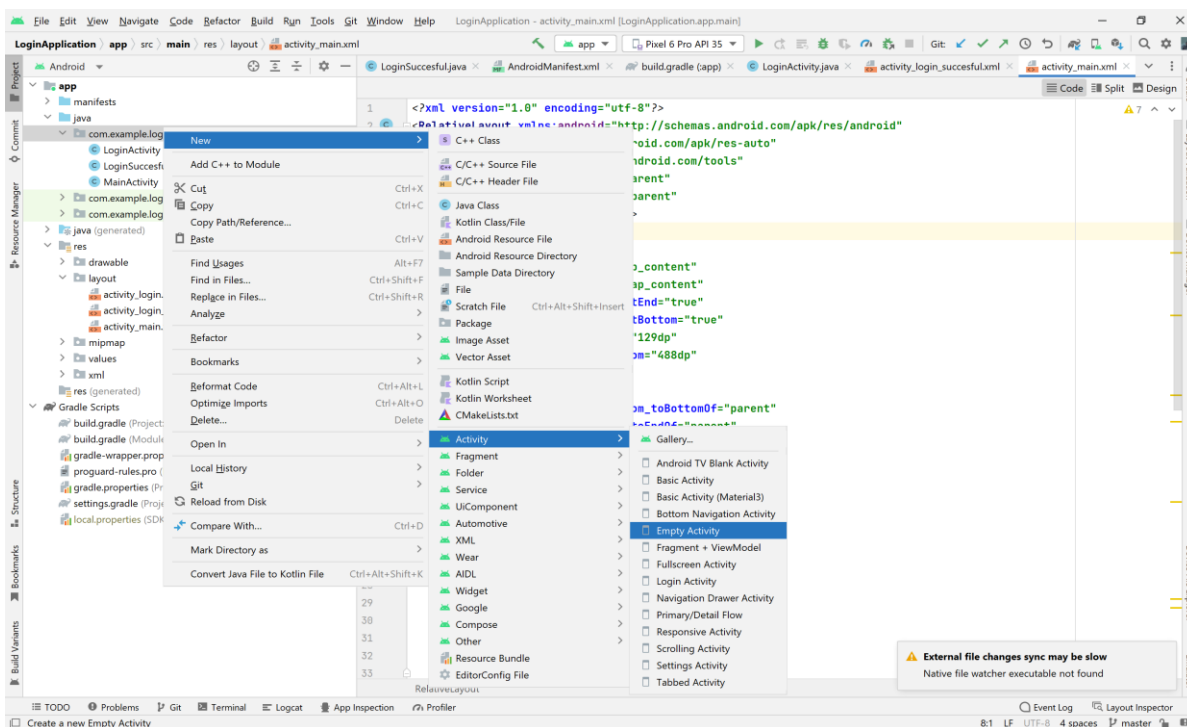 File Edit View Navigate Code Refactor Build Run Tools Git Window Help LoginApplication - activity_main.xml [LoginApplication.app.main]
LoginApplication app src main res layout activity_main.xml app Pixel 6 Pro API 35 Git:
Android LoginSuccesful.java AndroidManifest.xml build.gradle (:app) LoginActivity.java activity_login_succesful.xml activity_main.xml
Code Split Design
Project
Commit
Resource Manager
Structure
Bookmarks
Build Variants
app
manifests
java
com.example.log
LoginActivity
LoginSuccesfu
MainActivity
com.example.log
com.example.log
java (generated)
res
drawable
layout
activity_login.
activity_login_
activity_main.
mipmap
values
xml
res (generated)
Gradle Scripts
build.gradle (Project:
build.gradle (Module
gradle-wrapper.prop
proguard-rules.pro (
gradle.properties (Pr
settings.gradle (Proje
local.properties (SDK
New
Add C++ to Module
Cut Ctrl+X
Copy Ctrl+C
Copy Path/Reference...
Paste Ctrl+V
Find Usages Alt+F7
Find in Files... Ctrl+Shift+F
Replace in Files... Ctrl+Shift+R
Analyze
Refactor
Bookmarks
Reformat Code Ctrl+Alt+L
Optimize Imports Ctrl+Alt+O
Delete... Delete
Open In
Local History
Git
Reload from Disk
Compare With... Ctrl+D
Mark Directory as
Convert Java File to Kotlin File Ctrl+Alt+Shift+K
C++ Class
C/C++ Source File
C/C++ Header File
Java Class
Kotlin Class/File
Android Resource File
Android Resource Directory
Sample Data Directory
File
Scratch File Ctrl+Alt+Shift+Insert
Package
Image Asset
Vector Asset
Kotlin Script
Kotlin Worksheet
CMakeLists.txt
Activity
Fragment
Folder
Service
UiComponent
Automotive
XML
Wear
AIDL
Widget
Google
Compose
Other
Resource Bundle
EditorConfig File
Gallery...
Android TV Blank Activity
Basic Activity
Basic Activity (Material3)
Bottom Navigation Activity
Empty Activity
Fragment + ViewModel
Fullscreen Activity
Login Activity
Navigation Drawer Activity
Primary/Detail Flow
Responsive Activity
Scrolling Activity
Settings Activity
Tabbed Activity
1 <?xml version="1.0" encoding="utf-8"?> 7
2 <RelativeLayout xmlns:android="http://schemas.android.com/apk/res/android"
roid.com/apk/res-auto"
ndroid.com/tools"
arent"
parent"
>
p_content"
ap_content"
tEnd="true"
tBottom="true"
"129dp"
om="488dp"
om_toBottomOf="parent"
29
30
31
32
33
RelativeLayout
External file changes sync may be slow
Native file watcher executable not found
TODO Problems Git Terminal Logcat App Inspection Profiler Event Log Layout Inspector
Create a new Empty Activity 8:1 LF UTF-8 4 spaces master